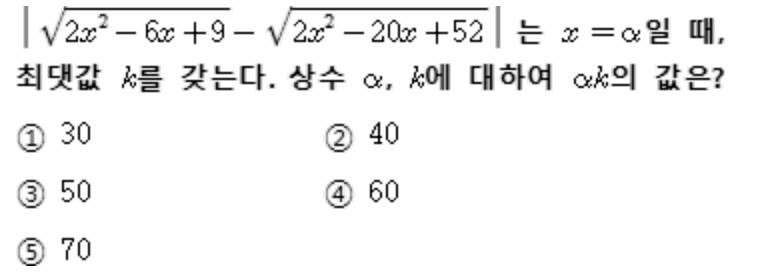 | √(2x² − 6x + 9) − √(2x² − 20x + 52) | 는 x = α일 때,
최댓값 k를 갖는다. 상수 α, k에 대하여 αk의 값은?
① 30 ② 40
③ 50 ④ 60
⑤ 70